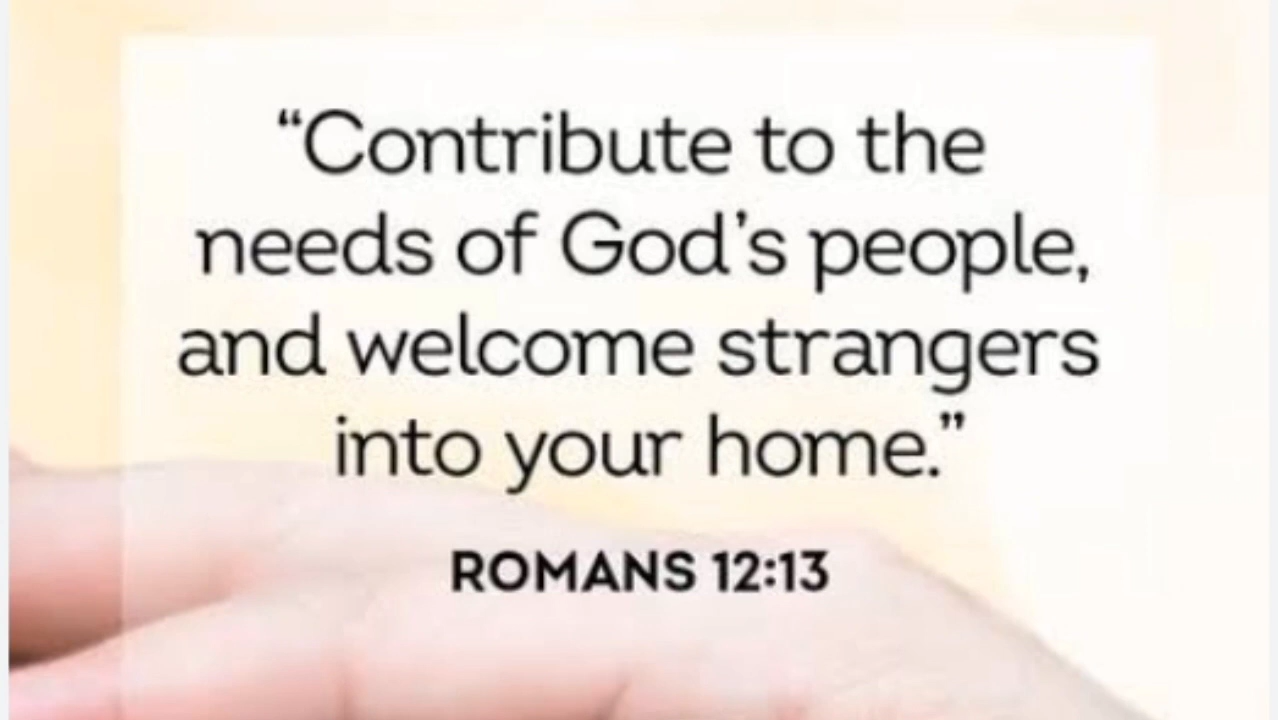 “Contribute to the
needs of God’s people,
and welcome strangers
into your home.”
ROMANS 12:13